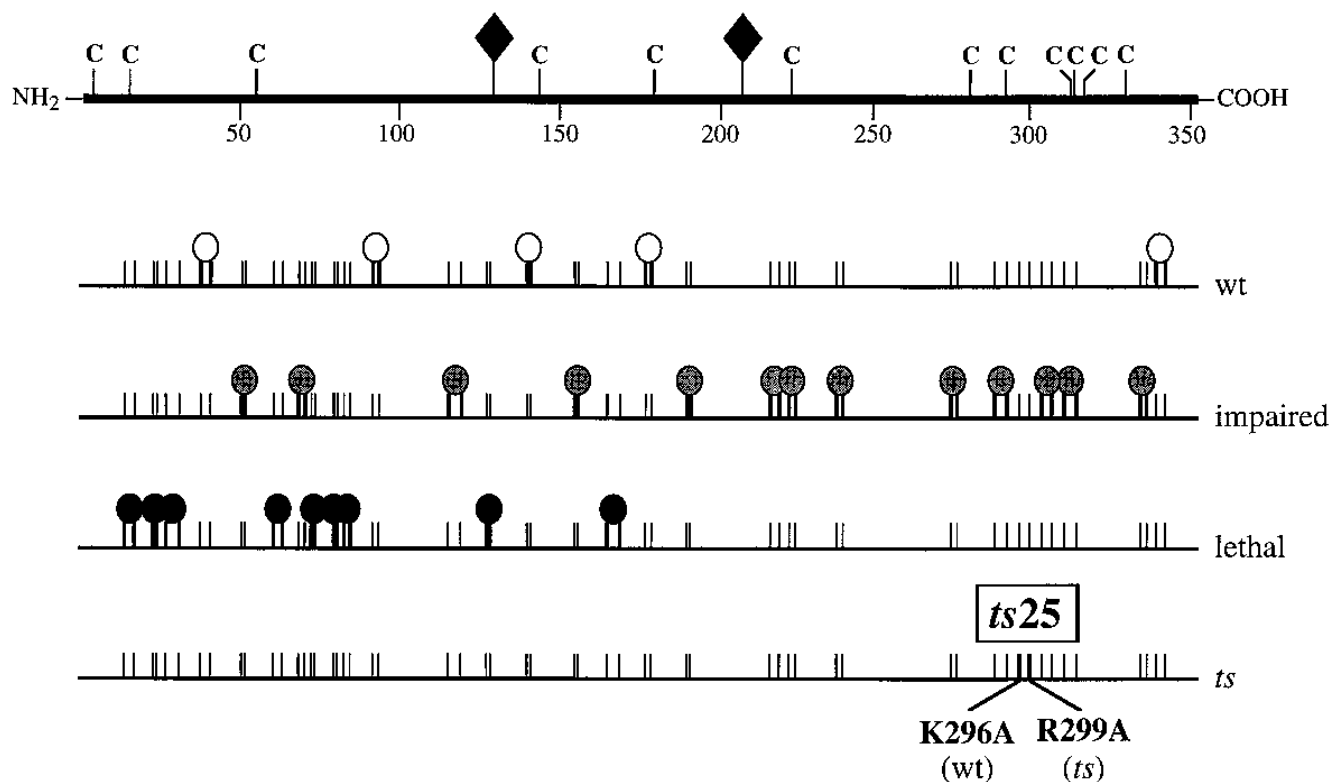 C C C C C C C C C C C C
NH2 COOH
50 100 150 200 250 300 350
wt
impaired
lethal
ts25
ts
K296A R299A
(wt) (ts)